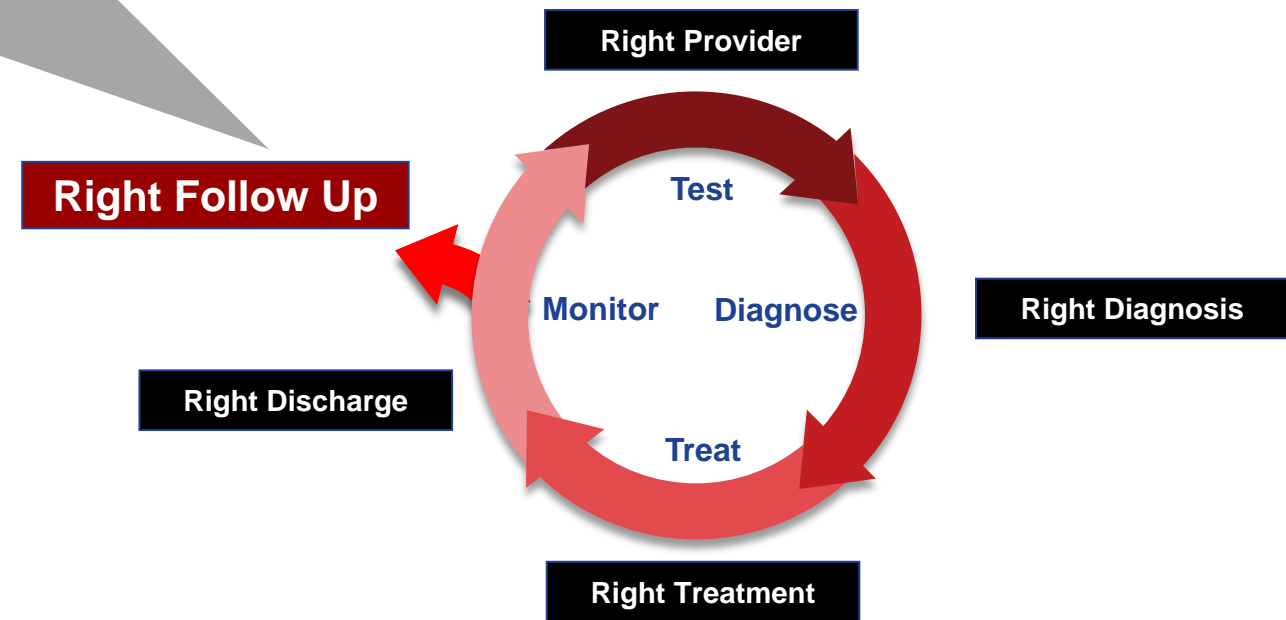 Right Provider
Right Follow Up
Test
Monitor
Diagnose
Right Diagnosis
Right Discharge
Treat
Right Treatment